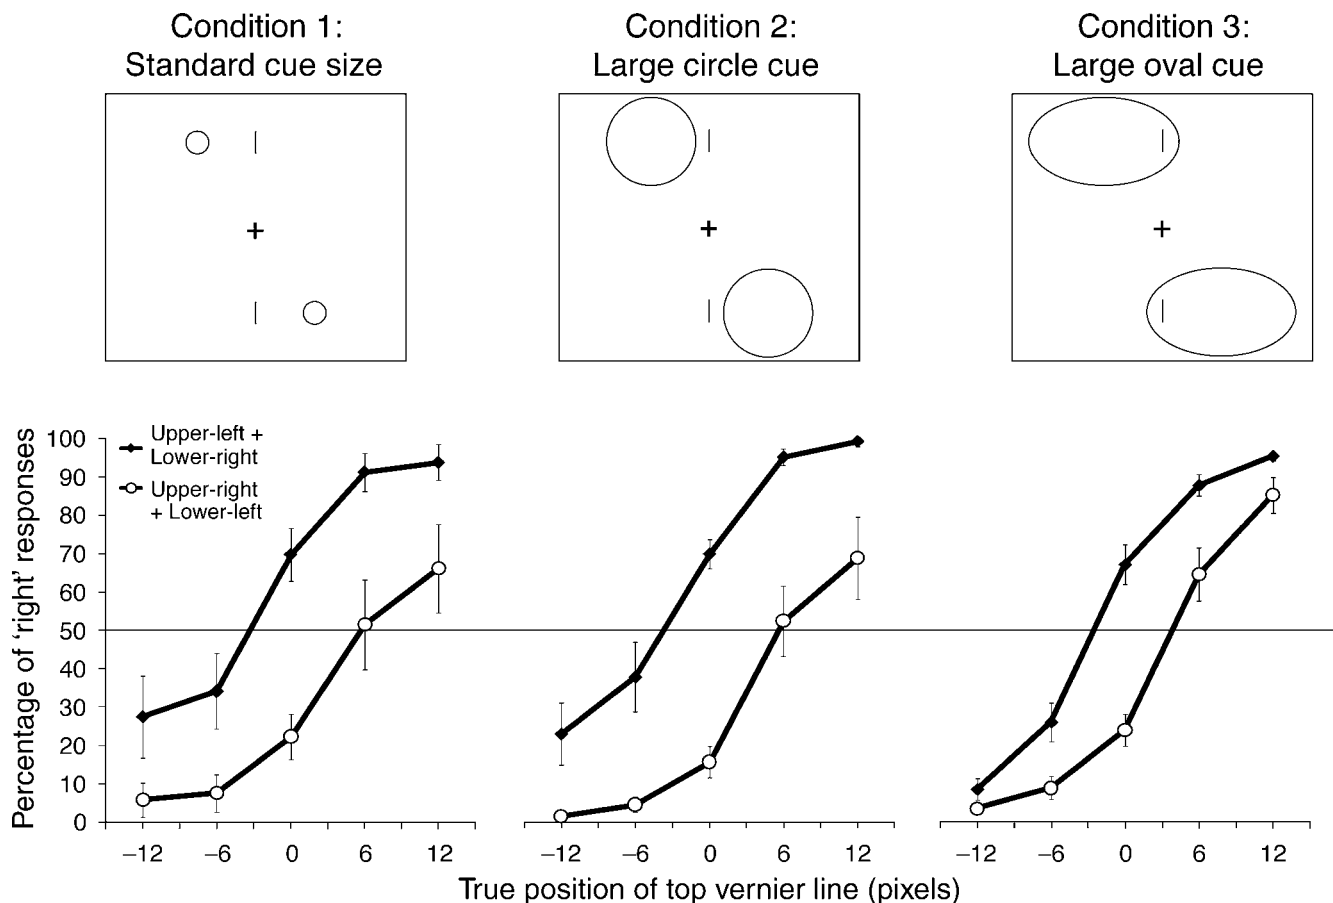 Condition 1:
Standard cue size
Condition 2:
Large circle cue
Condition 3:
Large oval cue
Percentage of ‘right’ responses
100
90
80
70
60
50
40
30
20
10
0
Upper-left +
Lower-right
Upper-right
+ Lower-left
−12 −6 0 6 12
−12 −6 0 6 12
−12 −6 0 6 12
True position of top vernier line (pixels)